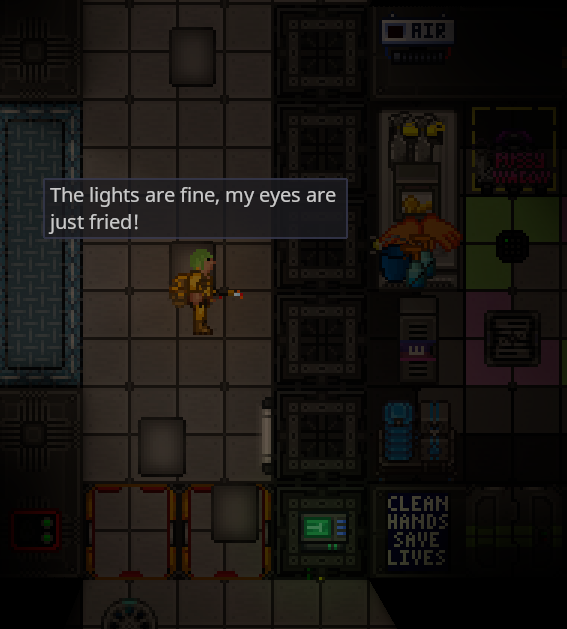 AIR
The lights are fine, my eyes are
just fried!
CLEAN
HANDS
SAVE
LIVES